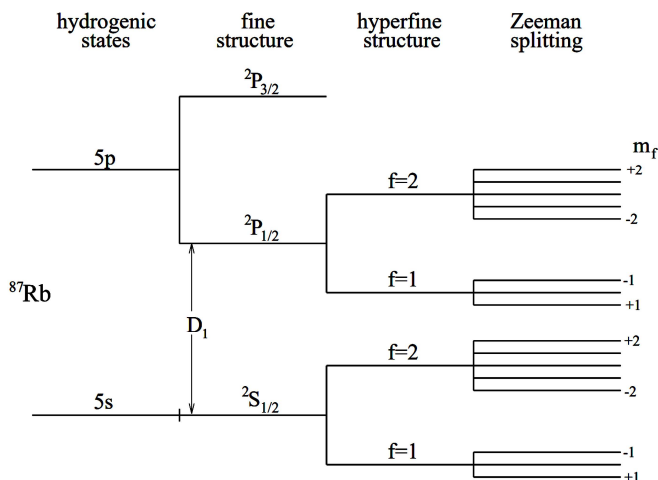 hydrogenic states
fine structure
hyperfine structure
Zeeman splitting
²P₃/₂
m_f
5p
f=2
+2
-2
²P₁/₂
f=1
-1
+1
⁸⁷Rb
D₁
f=2
+2
-2
5s
²S₁/₂
f=1
-1
+1